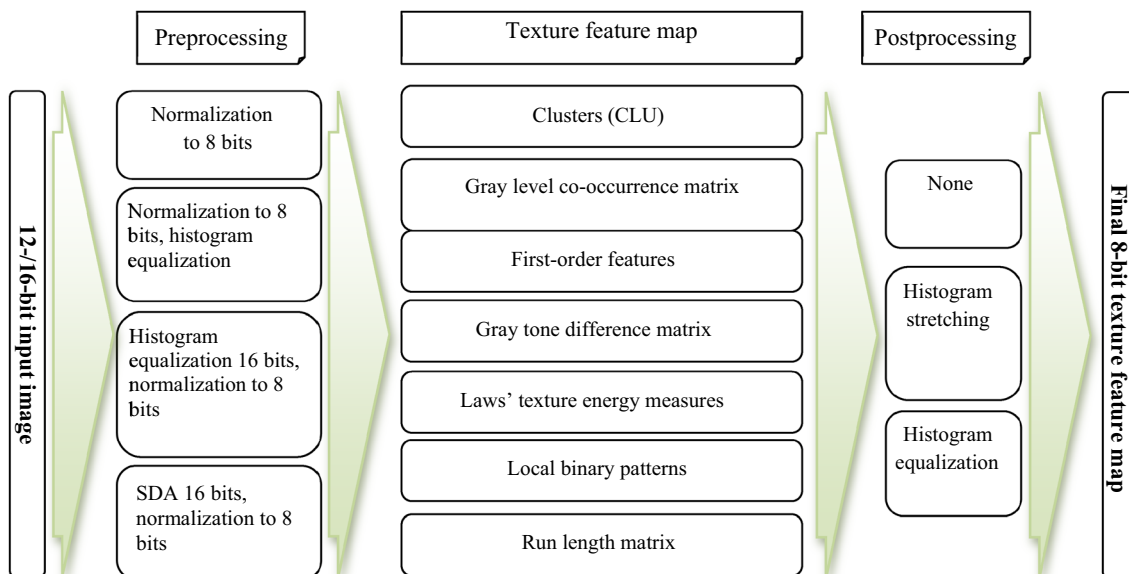 Preprocessing
Texture feature map
Postprocessing
12-/16-bit input image
Normalization
to 8 bits
Normalization to 8
bits, histogram
equalization
Histogram
equalization 16 bits,
normalization to 8
bits
SDA 16 bits,
normalization to 8
bits
Clusters (CLU)
Gray level co-occurrence matrix
First-order features
Gray tone difference matrix
Laws’ texture energy measures
Local binary patterns
Run length matrix
None
Histogram
stretching
Histogram
equalization
Final 8-bit texture feature map